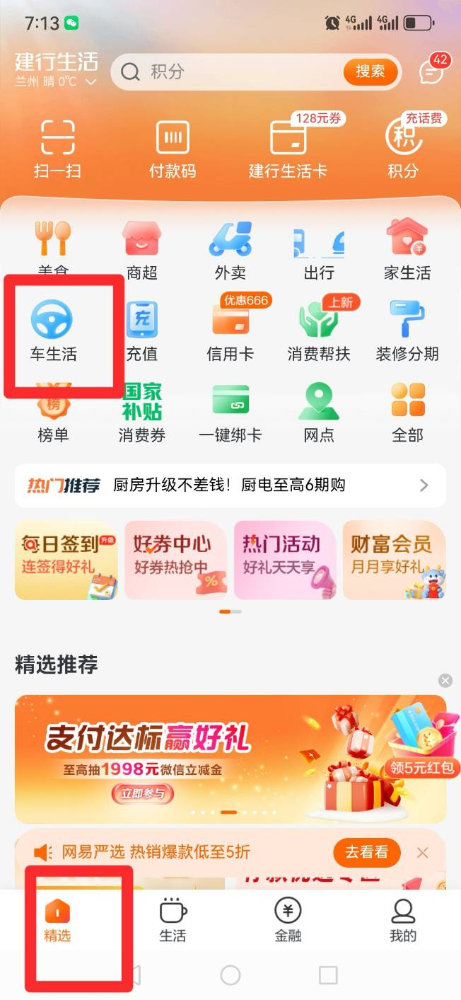 7:13
4G 4G
建行生活
兰州 晴 0℃
积分
搜索
42
128元券
充话费
积
扫一扫
付款码
建行生活卡
积分
美食
商超
外卖
出行
家生活
优惠666
上新
充
车生活
充值
信用卡
消费帮扶
装修分期
榜
国家
补贴
榜单
消费券
一键绑卡
网点
全部
热门推荐 厨房升级不差钱！厨电至高6期购
每日签到
升级
连签得好礼
好券中心
好券热抢中
热门活动
好礼天天享
财富会员
月月享好礼
精选推荐
支付达标赢好礼
至高抽1998元微信立减金
立即参与
领5元红包
网易严选 热销爆款低至5折
去看看
精选
生活
金融
我的